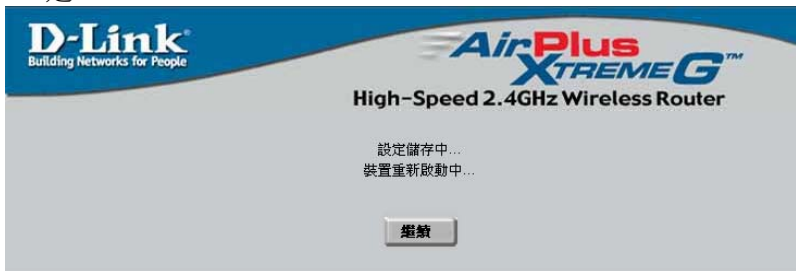 D-Link
Building Networks for People
AirPlus
XTREME G™
High-Speed 2.4GHz Wireless Router
設定儲存中...
裝置重新啟動中...
繼續